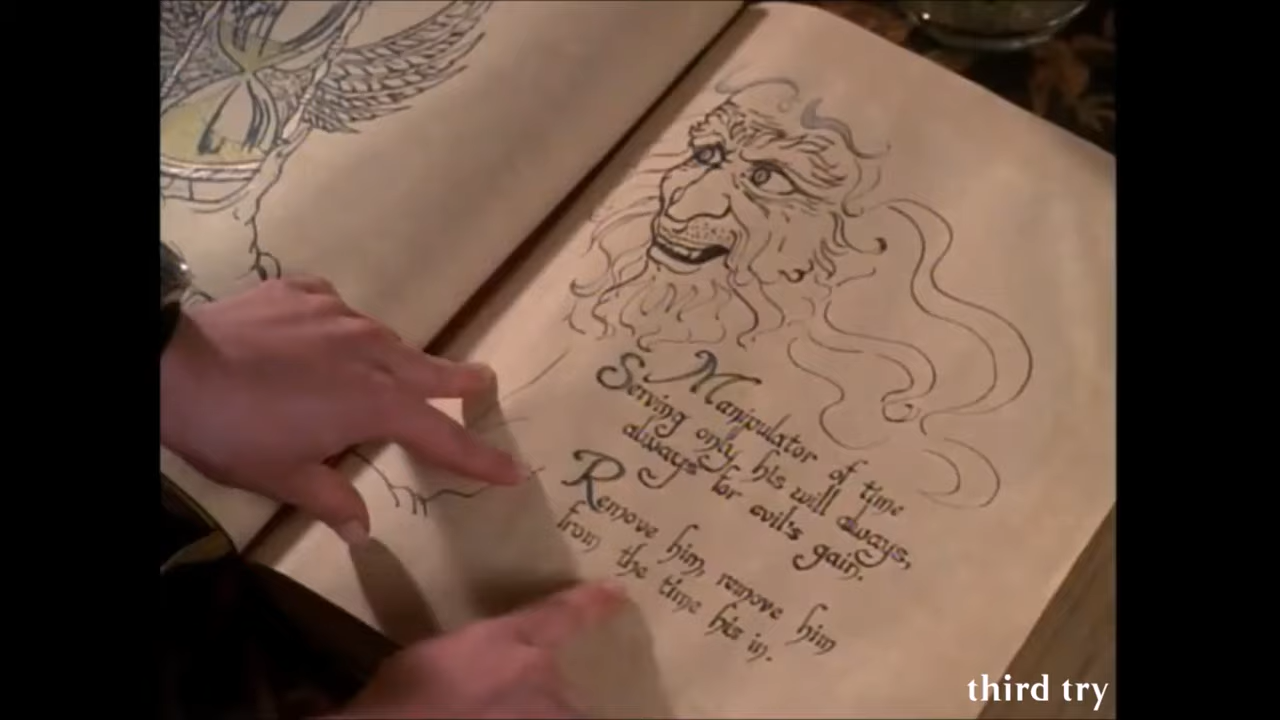 Manipulator of time
Serving only his will always,
always for evil's gain.
Remove him, remove him
from the time his in.
third try